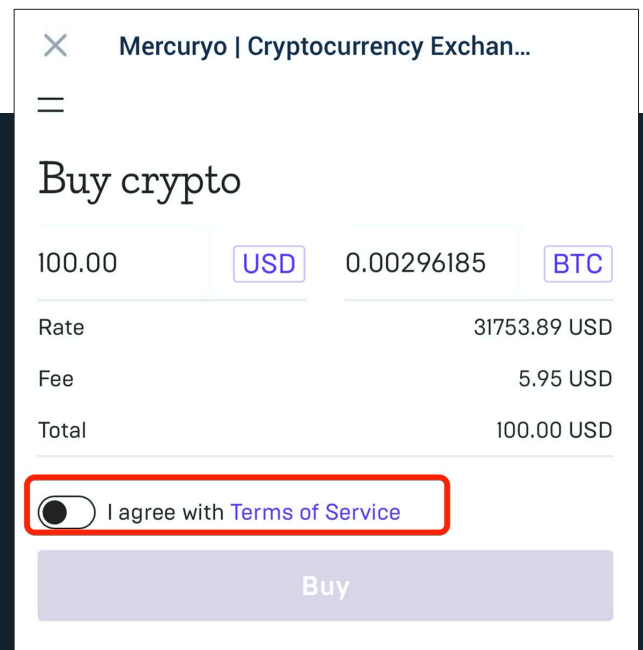 Mercuryo | Cryptocurrency Exchan...
Buy crypto
100.00 USD 0.00296185 BTC
Rate 31753.89 USD
Fee 5.95 USD
Total 100.00 USD
I agree with Terms of Service
Buy